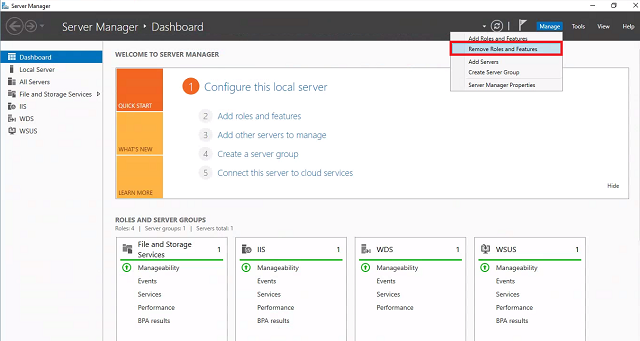 Server Manager
Server Manager • Dashboard
Manage Tools View Help
Add Roles and Features
Remove Roles and Features
Add Servers
Create Server Group
Server Manager Properties
Dashboard
Local Server
All Servers
File and Storage Services
IIS
WDS
WSUS
WELCOME TO SERVER MANAGER
QUICK START
WHAT'S NEW
LEARN MORE
1 Configure this local server
2 Add roles and features
3 Add other servers to manage
4 Create a server group
5 Connect this server to cloud services
Hide
ROLES AND SERVER GROUPS
Roles: 4 | Server groups: 1 | Servers total: 1
File and Storage Services 1
Manageability
Events
Services
Performance
BPA results
IIS 1
Manageability
Events
Services
Performance
BPA results
WDS 1
Manageability
Events
Services
Performance
BPA results
WSUS 1
Manageability
Events
Services
Performance
BPA results